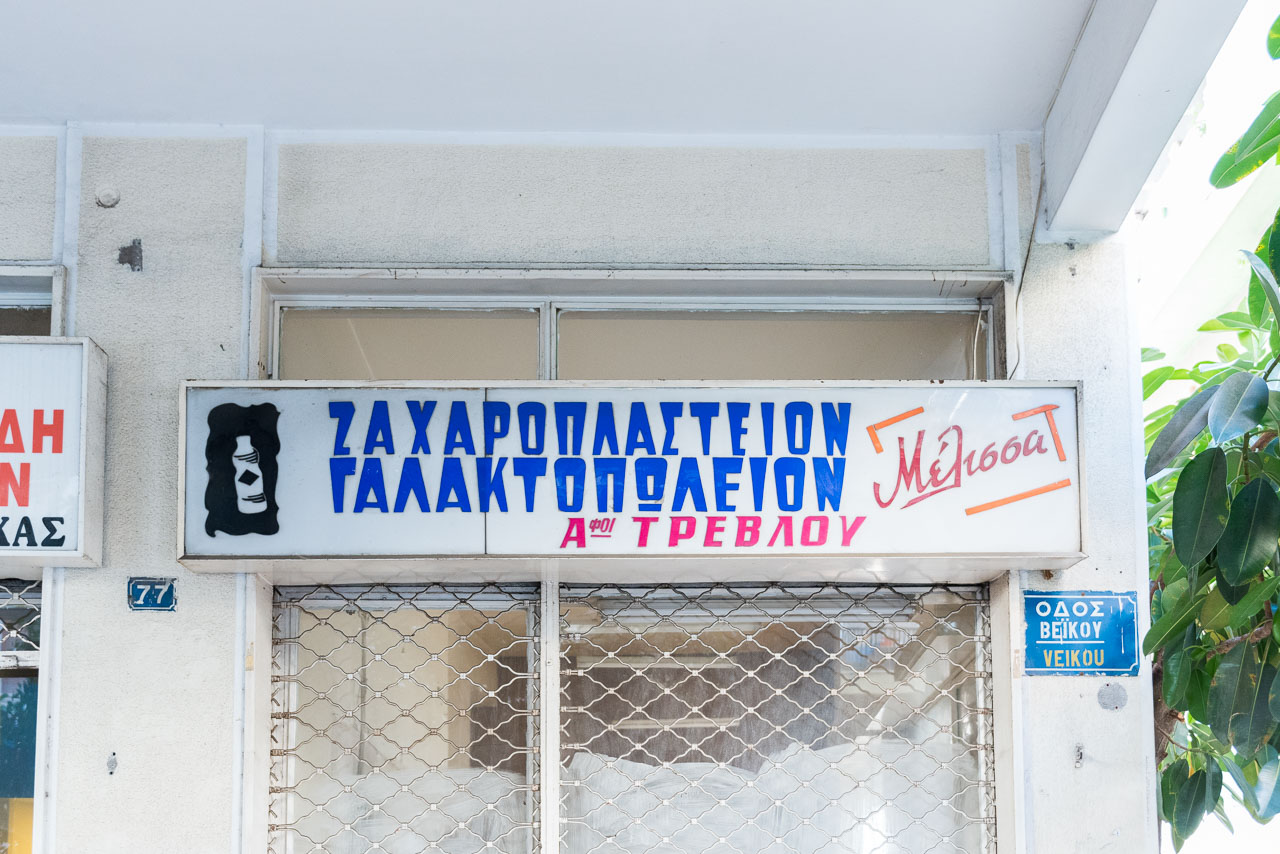 ΔΗ
Ν
ΚΑΣ
77
ΖΑΧΑΡΟΠΛΑΣΤΕΙΟΝ
ΓΑΛΑΚΤΟΠΩΛΕΙΟΝ
ΑΦΟΙ ΤΡΕΒΛΟΥ
Μέλισσα
ΟΔΟΣ
ΒΕΪΚΟΥ
VEIKOU